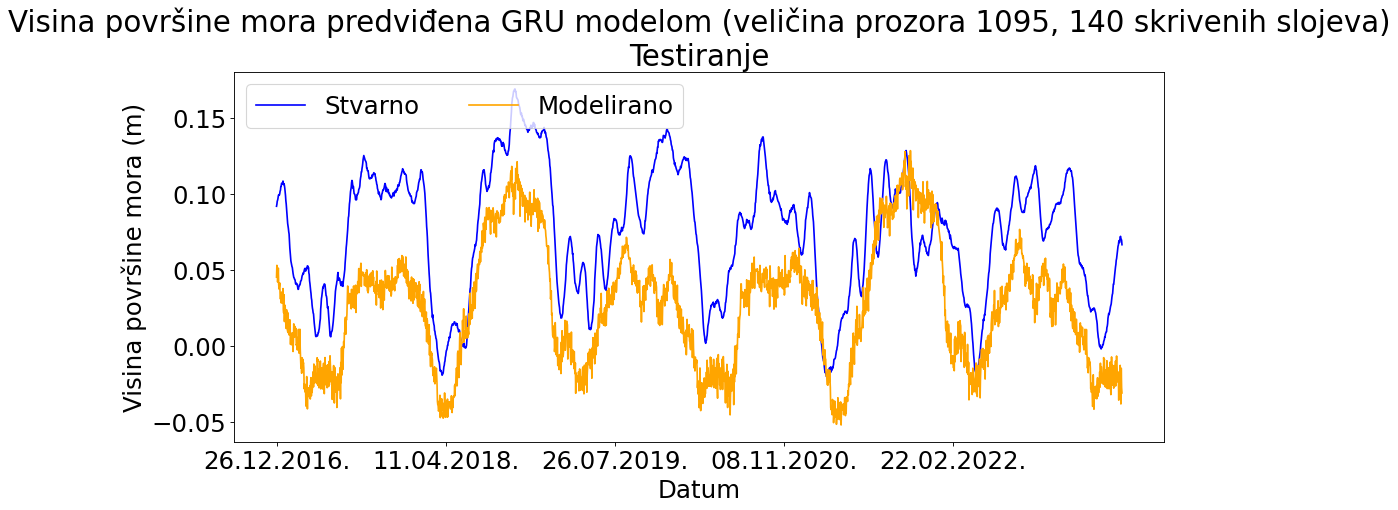 Visina površine mora predviđena GRU modelom (veličina prozora 1095, 140 skrivenih slojeva)
Testiranje
Stvarno
Modelirano
Visina površine mora (m)
0.15
0.10
0.05
0.00
−0.05
26.12.2016.
11.04.2018.
26.07.2019.
08.11.2020.
22.02.2022.
Datum